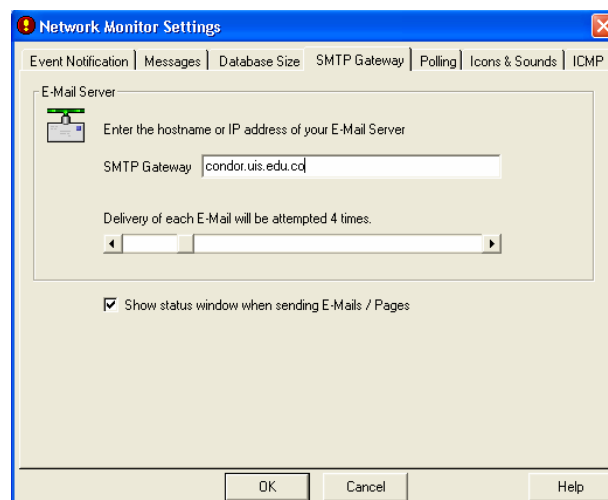 Network Monitor Settings
Event Notification Messages Database Size SMTP Gateway Polling Icons & Sounds ICMP
E-Mail Server
Enter the hostname or IP address of your E-Mail Server
SMTP Gateway condor.uis.edu.co
Delivery of each E-Mail will be attempted 4 times.
Show status window when sending E-Mails / Pages
OK Cancel Help